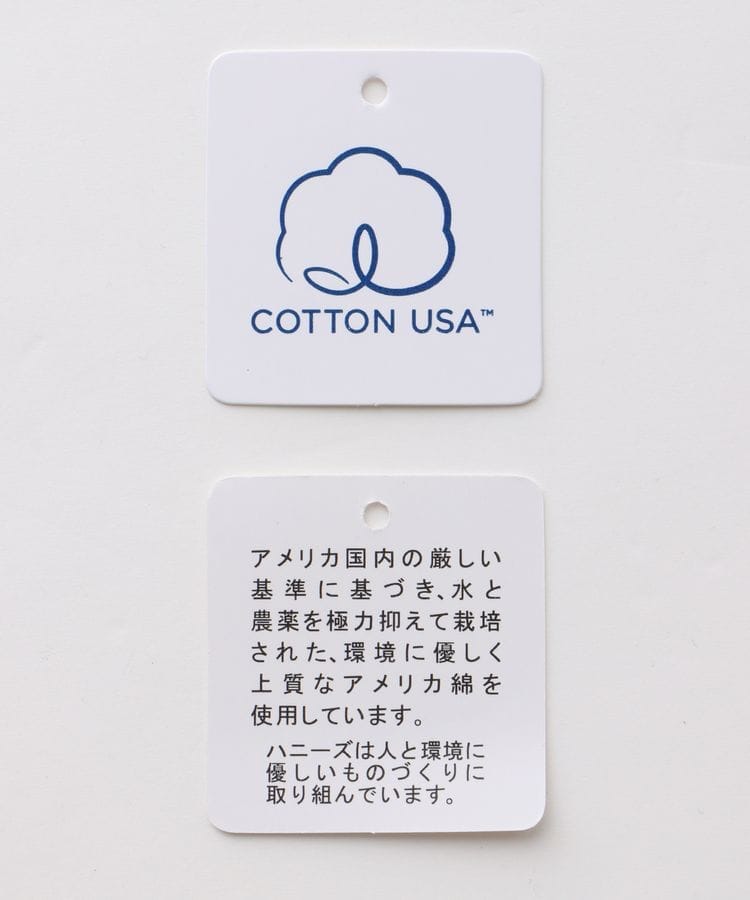 COTTON USA™
アメリカ国内の厳しい
基準に基づき、水と
農薬を極力抑えて栽培
された、環境に優しく
上質なアメリカ綿を
使用しています。
ハニーズは人と環境に
優しいものづくりに
取り組んでいます。